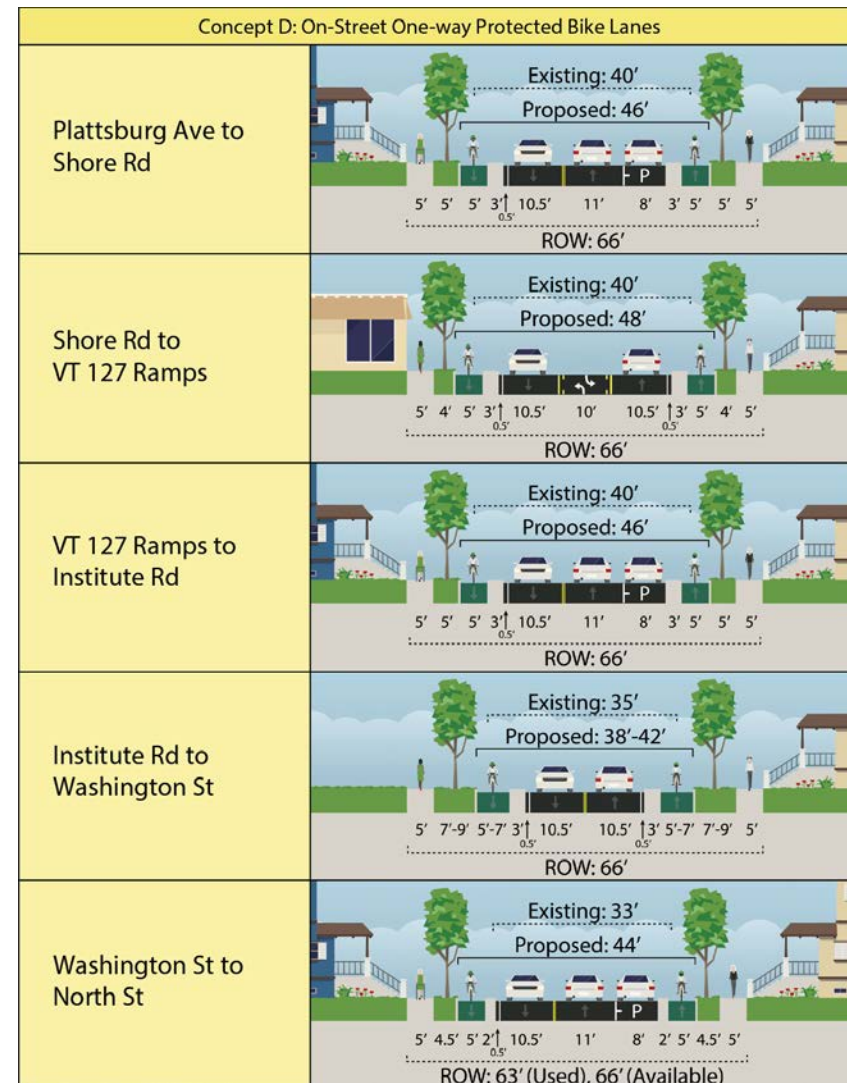 Concept D: On-Street One-way Protected Bike Lanes
Plattsburg Ave to
Shore Rd
Existing: 40'
Proposed: 46'
P
5' 5' 5' 3' 10.5' 11' 8' 3' 5' 5' 5'
0.5'
ROW: 66'
Shore Rd to
VT 127 Ramps
Existing: 40'
Proposed: 48'
5' 4' 5' 3' 10.5' 10' 10.5' 3' 5' 4' 5'
0.5' 0.5'
ROW: 66'
VT 127 Ramps to
Institute Rd
Existing: 40'
Proposed: 46'
P
5' 5' 5' 3' 10.5' 11' 8' 3' 5' 5' 5'
0.5'
ROW: 66'
Institute Rd to
Washington St
Existing: 35'
Proposed: 38'-42'
5' 7'-9' 5'-7' 3' 10.5' 10.5' 3' 5'-7' 7'-9' 5'
0.5' 0.5'
ROW: 66'
Washington St to
North St
Existing: 33'
Proposed: 44'
P
5' 4.5' 5' 2' 10.5' 11' 8' 2' 5' 4.5' 5'
0.5'
ROW: 63' (Used), 66' (Available)